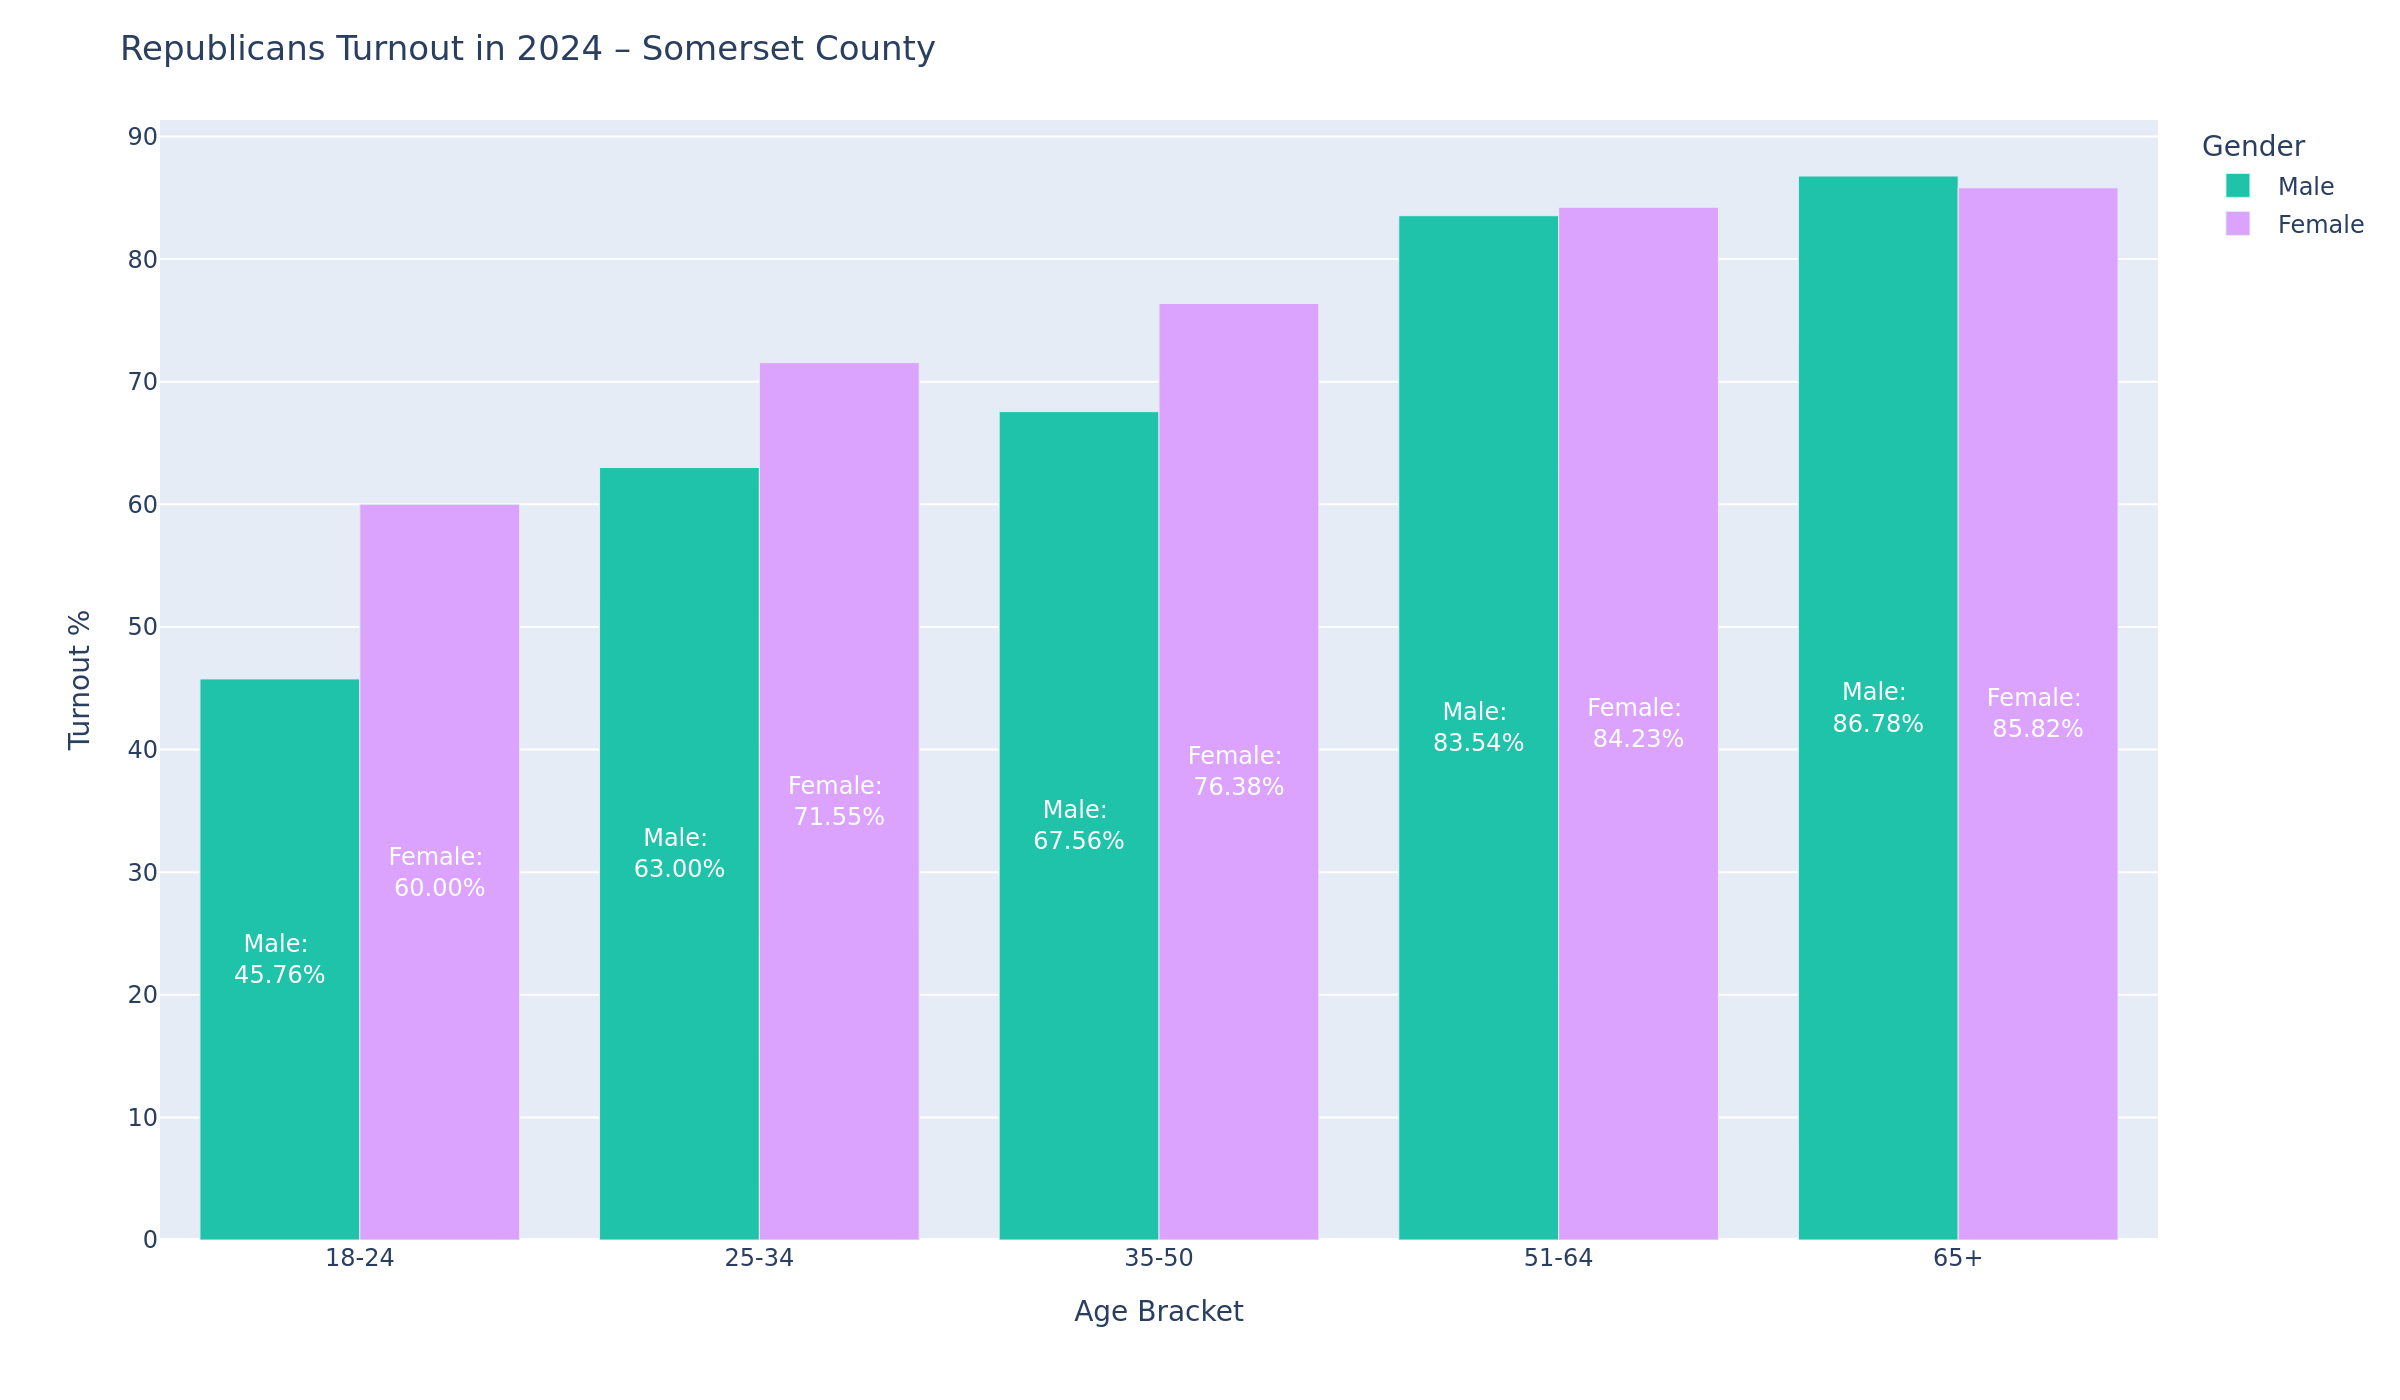 Republicans Turnout in 2024 – Somerset County
Gender
Male
Female
Turnout %
90
80
70
60
50
40
30
20
10
0
Male:
45.76%
Female:
60.00%
Male:
63.00%
Female:
71.55%
Male:
67.56%
Female:
76.38%
Male:
83.54%
Female:
84.23%
Male:
86.78%
Female:
85.82%
18-24
25-34
35-50
51-64
65+
Age Bracket